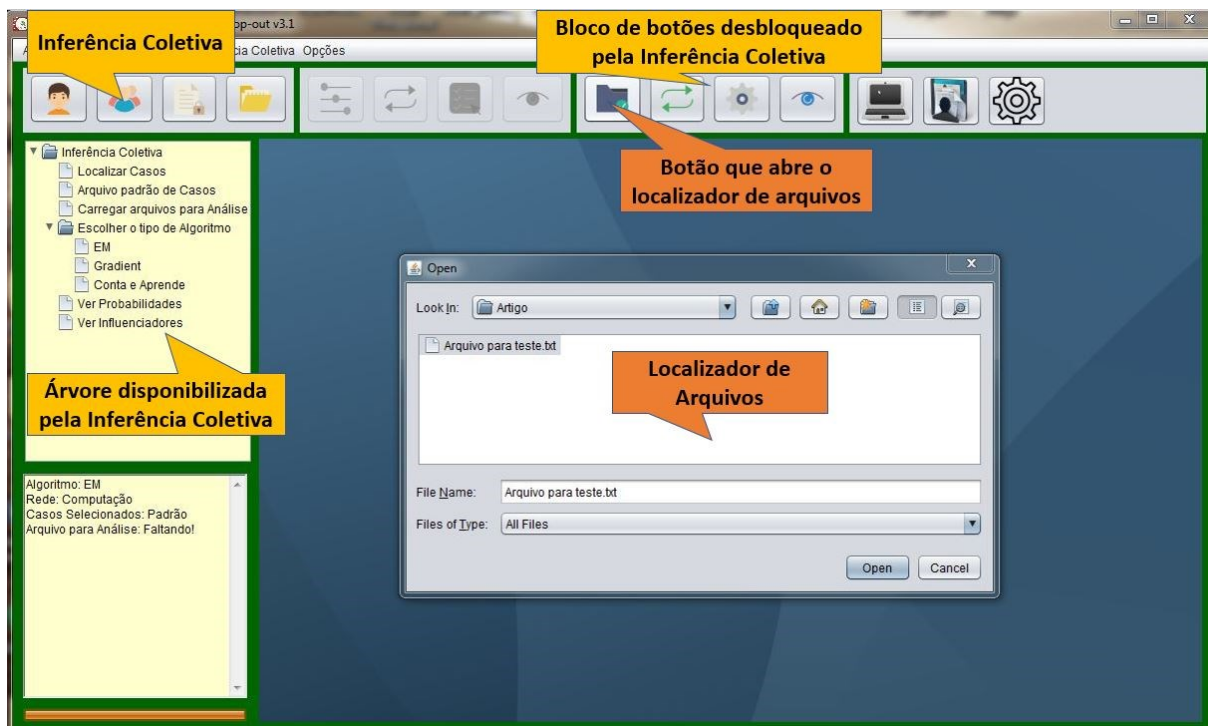 op-out v3.1
Inferência Coletiva
Bloco de botões desbloqueado
pela Inferência Coletiva
Coletiva Opções
Inferência Coletiva
Localizar Casos
Arquivo padrão de Casos
Carregar arquivos para Análise
Escolher o tipo de Algoritmo
EM
Gradient
Conta e Aprende
Ver Probabilidades
Ver Influenciadores
Botão que abre o
localizador de arquivos
Árvore disponibilizada
pela Inferência Coletiva
Open
Look In: Artigo
Arquivo para teste.txt
Localizador de
Arquivos
File Name: Arquivo para teste.txt
Files of Type: All Files
Open Cancel
Algoritmo: EM
Rede: Computação
Casos Selecionados: Padrão
Arquivo para Análise: Faltando!